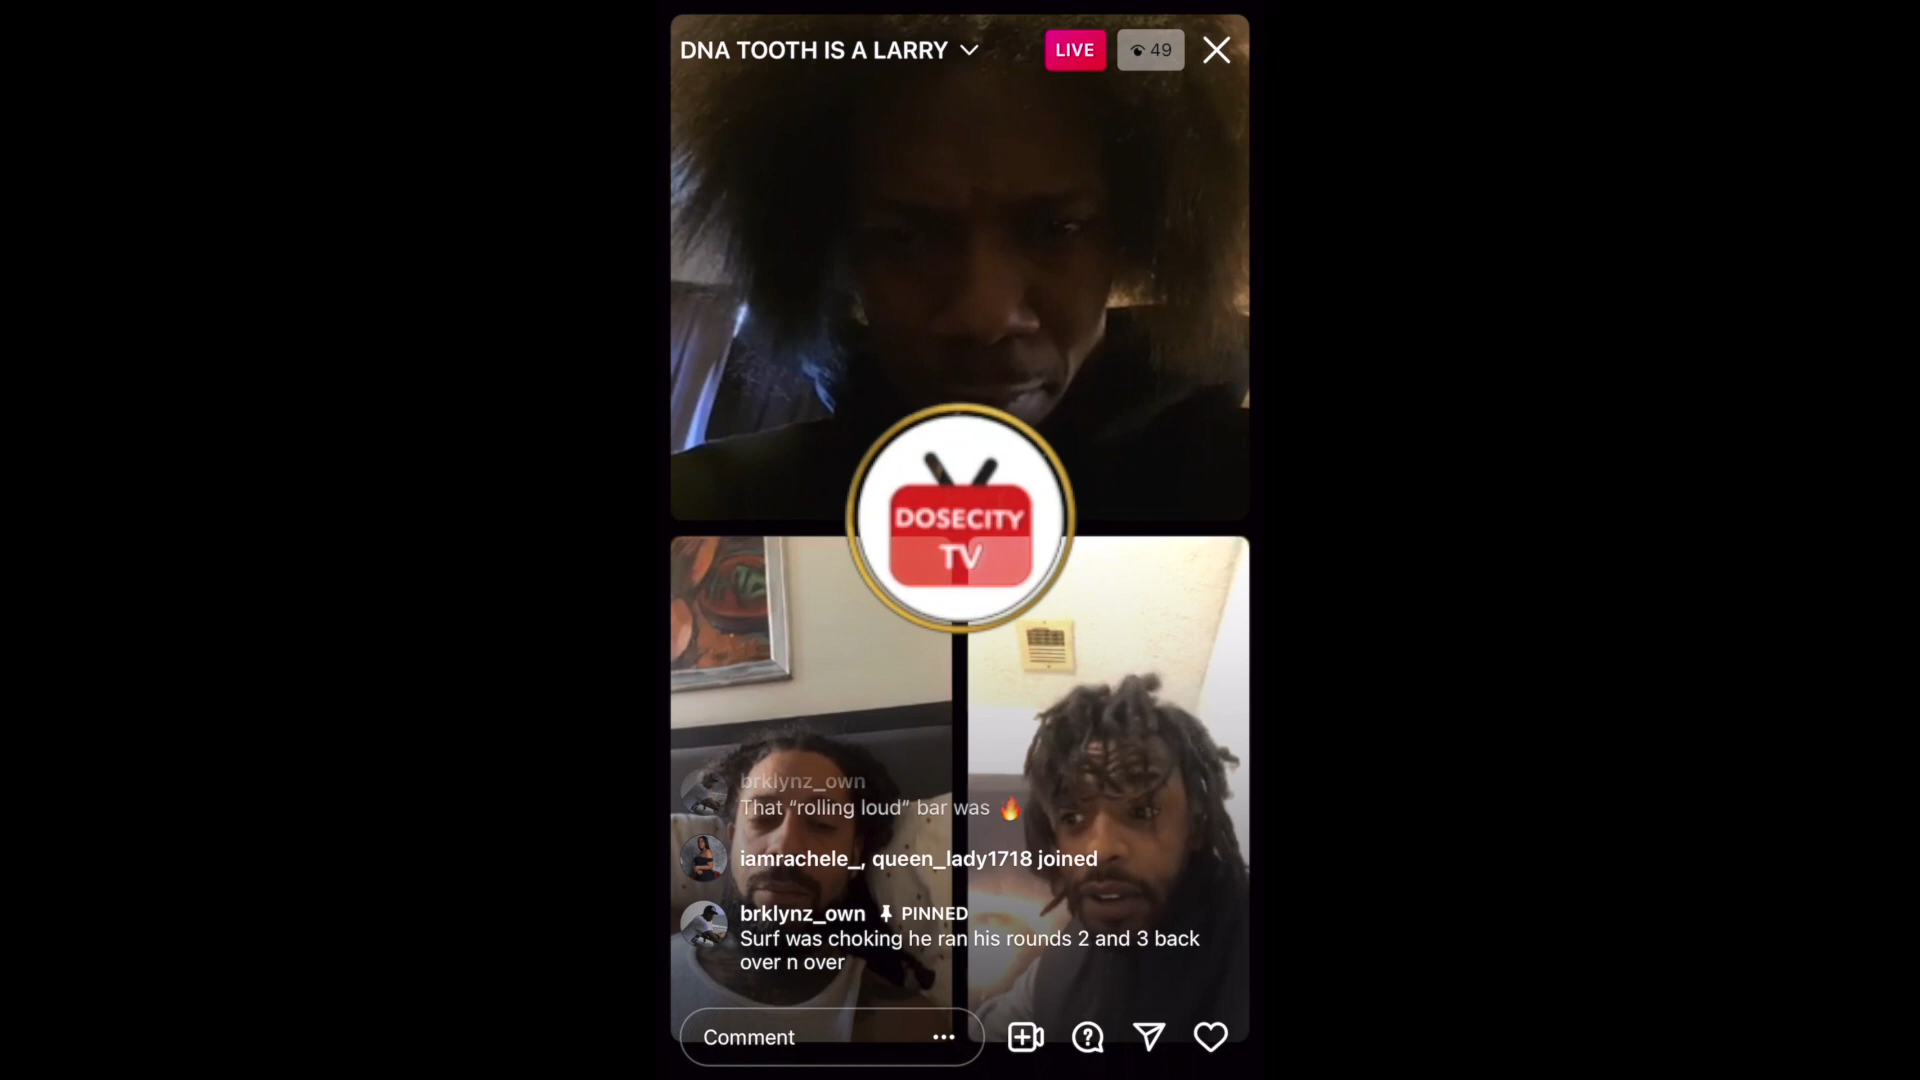 DNA TOOTH IS A LARRY
LIVE
49
DOSECITY
TV
brklynz_own
That “rolling loud” bar was 🔥
iamrachele_, queen_lady1718 joined
brklynz_own PINNED
Surf was choking he ran his rounds 2 and 3 back
over n over
Comment